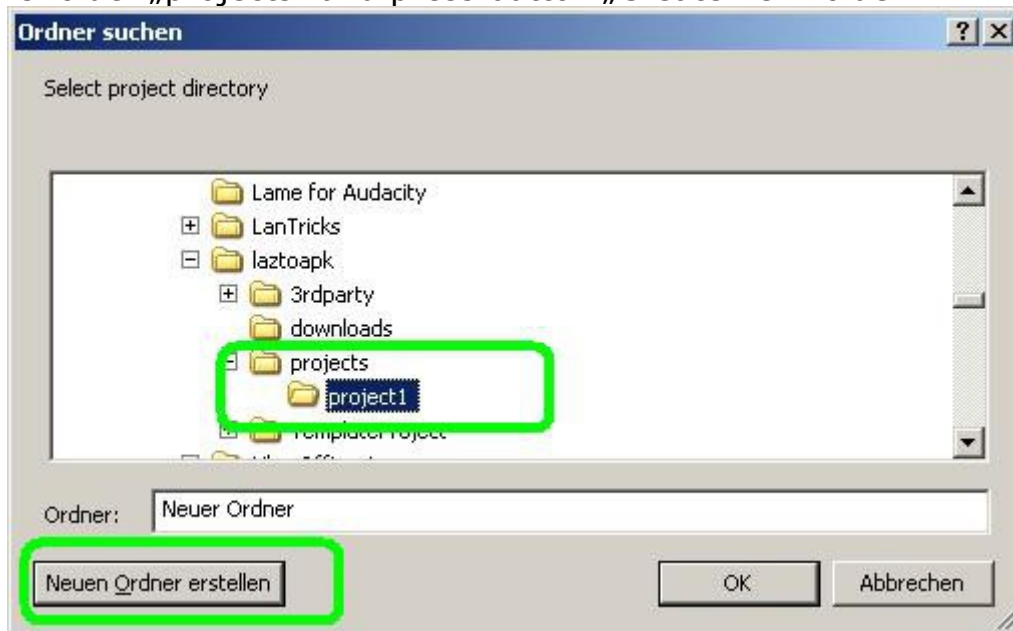 Ordner suchen
Select project directory
Lame for Audacity
LanTricks
laztoapk
3rdparty
downloads
projects
project1
TemplateProject
Ordner: Neuer Ordner
Neuen Ordner erstellen OK Abbrechen